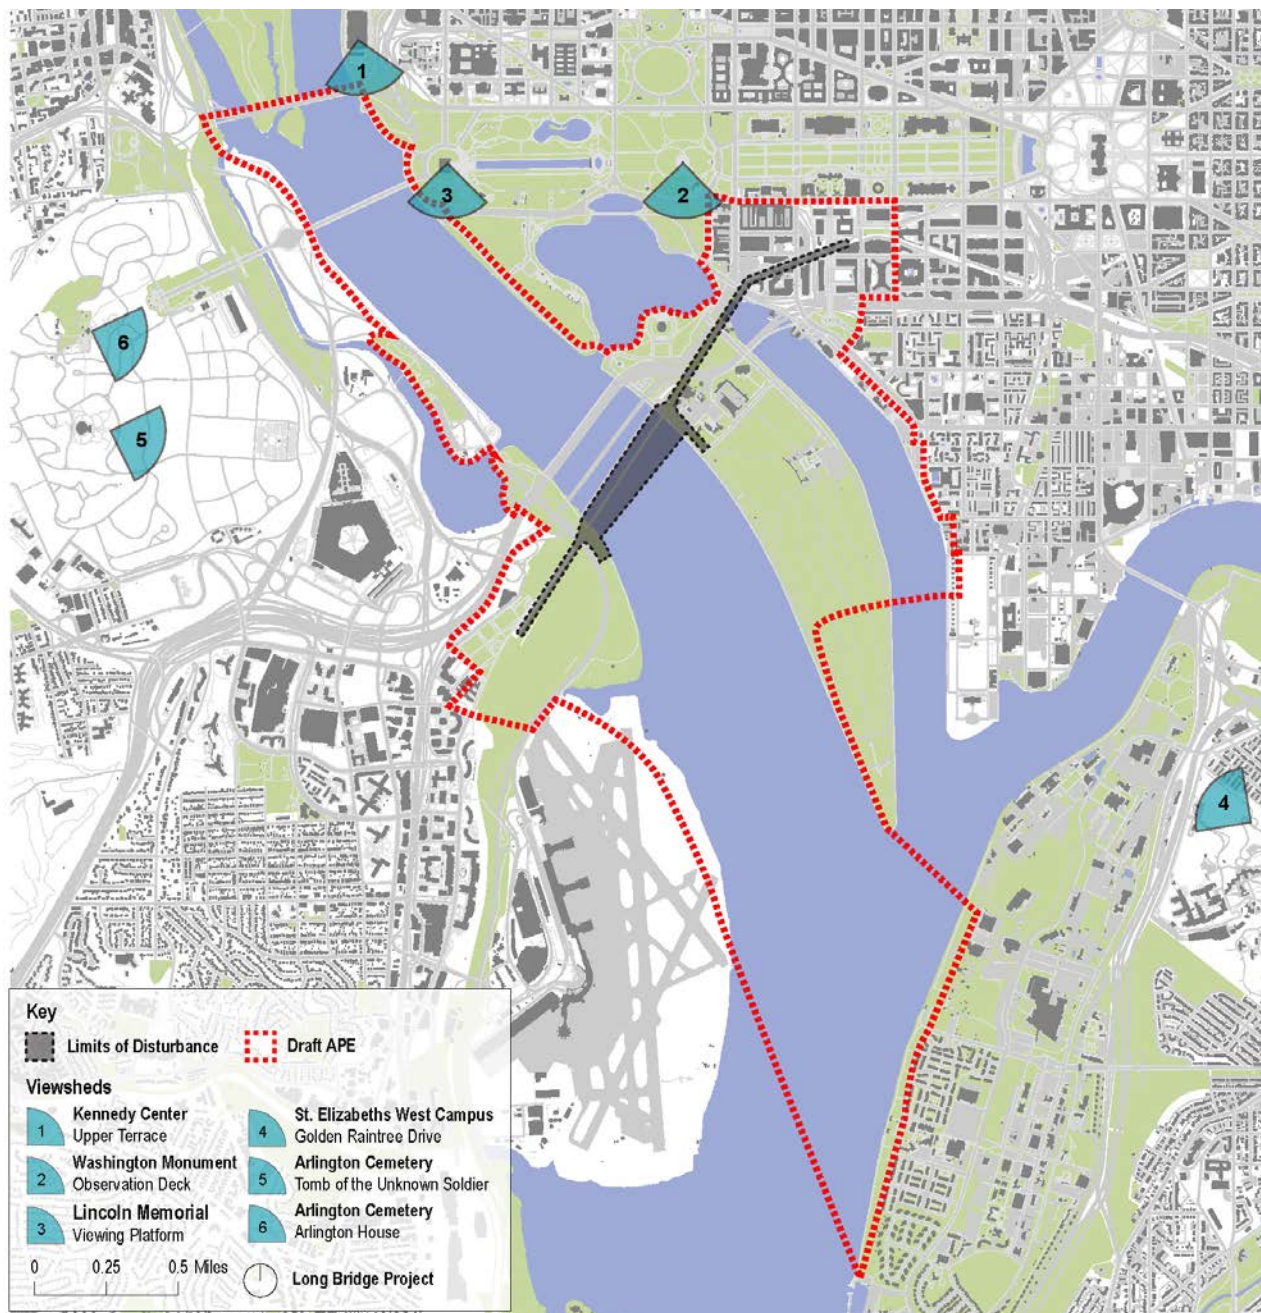 1
3
2
6
5
4
Key
Limits of Disturbance
Draft APE
Viewsheds
1
Kennedy Center
Upper Terrace
4
St. Elizabeths West Campus
Golden Raintree Drive
2
Washington Monument
Observation Deck
5
Arlington Cemetery
Tomb of the Unknown Soldier
3
Lincoln Memorial
Viewing Platform
6
Arlington Cemetery
Arlington House
0 0.25 0.5 Miles
Long Bridge Project